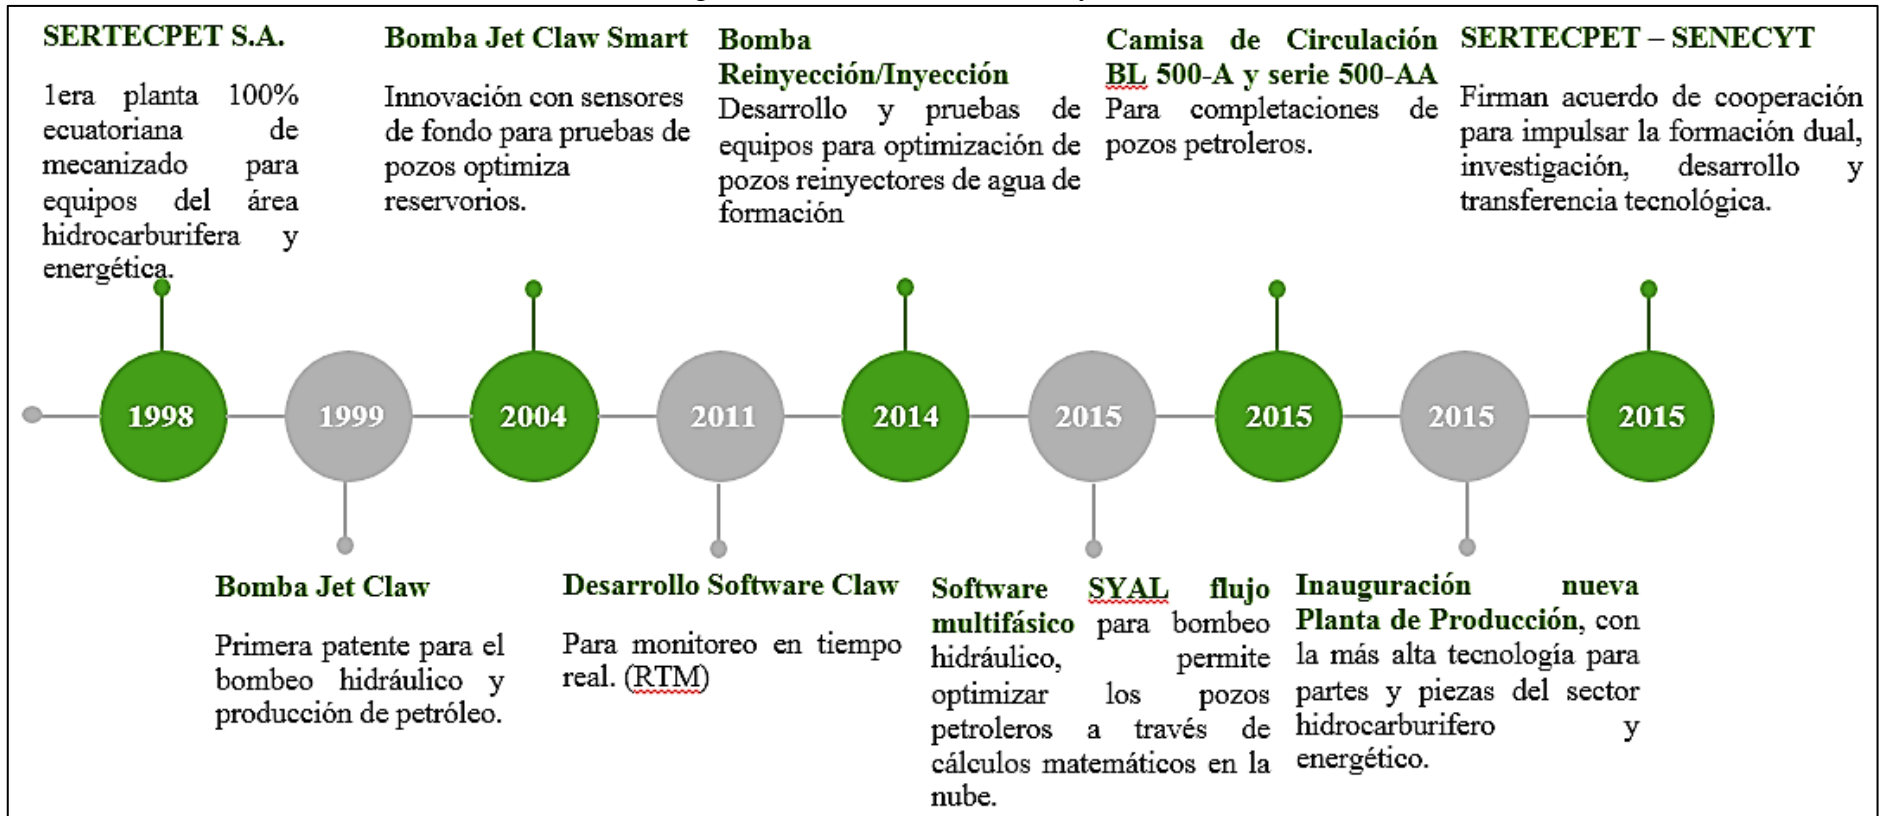 SERTECPET S.A.
1era planta 100%
ecuatoriana de
mecanizado para
equipos del área
hidrocarburifera y
energética.
Bomba Jet Claw Smart
Innovación con sensores
de fondo para pruebas de
pozos optimiza
reservorios.
Bomba
Reinyección/Inyección
Desarrollo y pruebas de
equipos para optimización de
pozos reinyectores de agua de
formación
Camisa de Circulación
BL 500-A y serie 500-AA
Para completaciones de
pozos petroleros.
SERTECPET – SENECYT
Firman acuerdo de cooperación
para impulsar la formación dual,
investigación, desarrollo y
transferencia tecnológica.
1998
1999
2004
2011
2014
2015
2015
2015
2015
Bomba Jet Claw
Primera patente para el
bombeo hidráulico y
producción de petróleo.
Desarrollo Software Claw
Para monitoreo en tiempo
real. (RTM)
Software SYAL flujo
multifásico para bombeo
hidráulico, permite
optimizar los pozos
petroleros a través de
cálculos matemáticos en la
nube.
Inauguración nueva
Planta de Producción, con
la más alta tecnología para
partes y piezas del sector
hidrocarburifero y
energético.